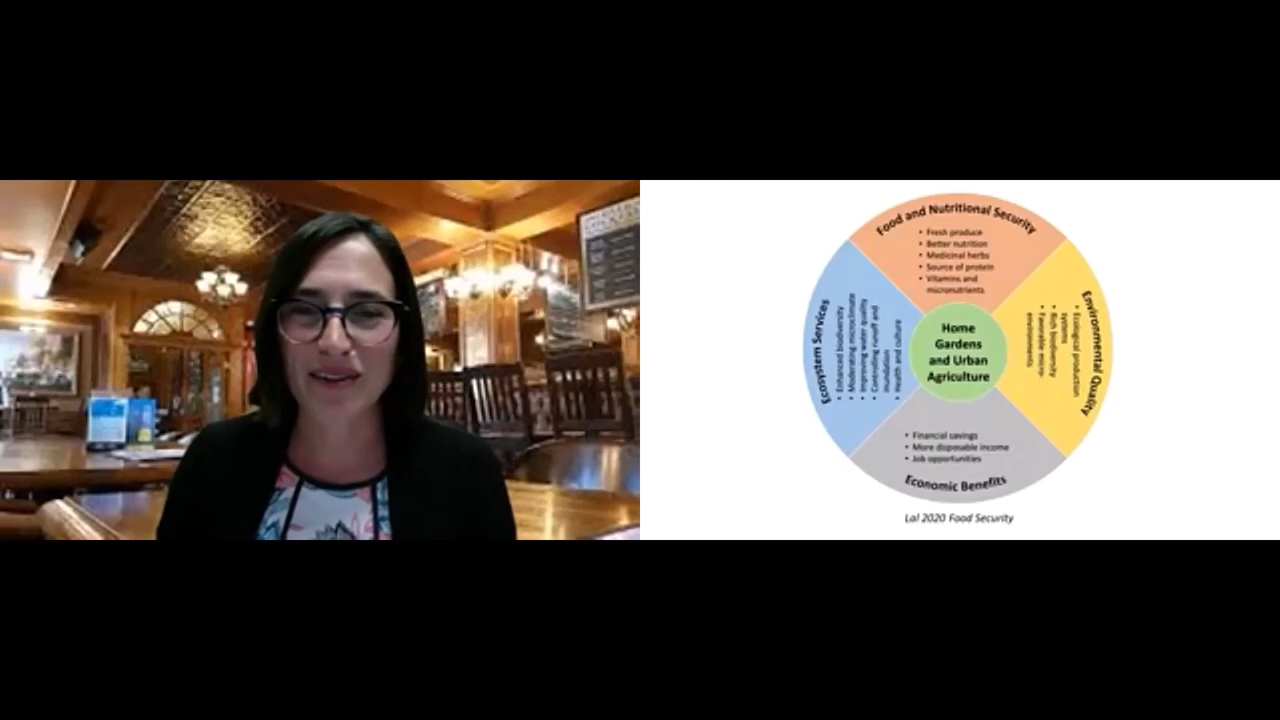 Food and Nutritional Security
• Fresh produce
• Better nutrition
• Medicinal herbs
• Source of protein
• Vitamins and
micronutrients
Environmental Quality
• Ecological production
systems
• Rich biodiversity
• Favorable micro-
environments
Home
Gardens
and Urban
Agriculture
Ecosystem Services
• Enhanced biodiversity
• Moderating microclimate
• Improving water quality
• Controlling runoff and
inundation
• Health and culture
• Financial savings
• More disposable income
• Job opportunities
Economic Benefits
Lal 2020 Food Security